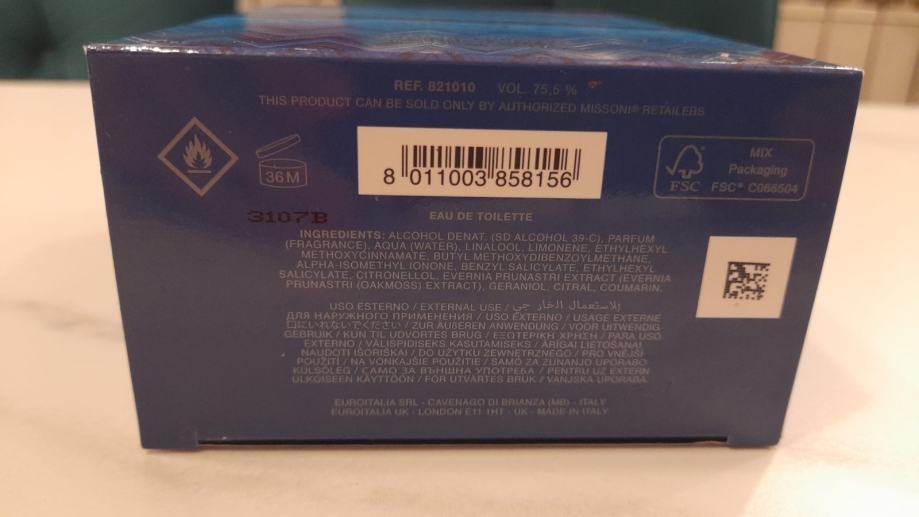 REF. 821010 VOL. 75,5 %
THIS PRODUCT CAN BE SOLD ONLY BY AUTHORIZED MISSONI® RETAILERS
36M
8 011003 858156
MIX
Packaging
FSC® C066504
FSC
3107B
EAU DE TOILETTE
INGREDIENTS: ALCOHOL DENAT. (SD ALCOHOL 39-C), PARFUM
(FRAGRANCE), AQUA (WATER), LINALOOL, LIMONENE, ETHYLHEXYL
METHOXYCINNAMATE, BUTYL METHOXYDIBENZOYLMETHANE,
ALPHA-ISOMETHYL IONONE, BENZYL SALICYLATE, ETHYLHEXYL
SALICYLATE, CITRONELLOL, EVERNIA PRUNASTRI EXTRACT (EVERNIA
PRUNASTRI (OAKMOSS) EXTRACT), GERANIOL, CITRAL, COUMARIN.
USO ESTERNO / EXTERNAL USE / للاستعمال الخار جي
ДЛЯ НАРУЖНОГО ПРИМЕНЕНИЯ / USO EXTERNO / USAGE EXTERNE
口にいれないでください / ZUR ÄUßEREN ANWENDUNG / VOOR UITWENDIG
GEBRUIK / KUN TIL UDVORTES BRUG / ΕΞΩΤΕΡΙΚΗ ΧΡΗΣΗ / PARA USO
EXTERNO / VÄLISPIDISEKS KASUTAMISEKS / ĀRĪGAI LIETOŠANAI
NAUDOTI IŠORIŠKAI / DO UŻYTKU ZEWNĘTRZNEGO / PRO VNĚJŠÍ
POUŽITÍ / NA VONKAJŠIE POUŽITIE / SAMO ZA ZUNANJO UPORABO
KÜLSŐLEG / САМО ЗА ВЪНШНА УПОТРЕБА / PENTRU UZ EXTERN
ULKOISEEN KÄYTTÖÖN / FÖR UTVÄRTES BRUK / VANJSKA UPORABA.
EUROITALIA SRL - CAVENAGO DI BRIANZA (MB) - ITALY
EUROITALIA UK - LONDON E11 1HT - UK - MADE IN ITALY